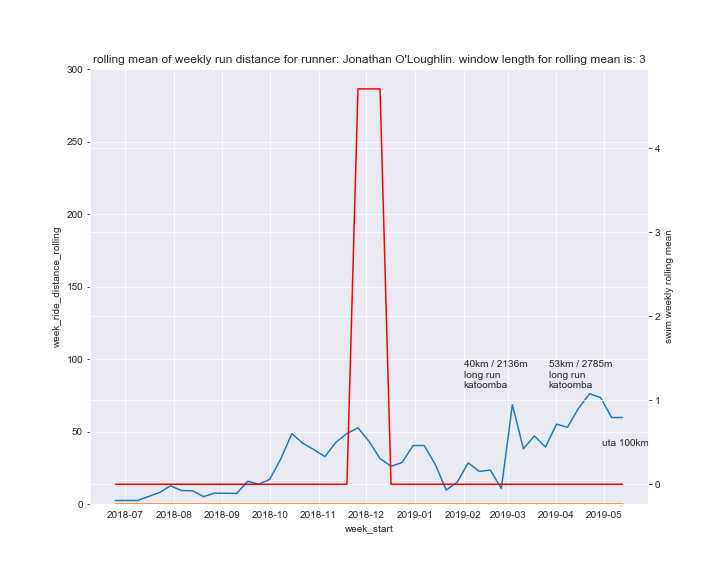 rolling mean of weekly run distance for runner: Jonathan O'Loughlin. window length for rolling mean is: 3
300
250
200
150
100
50
0
week_ride_distance_rolling
4
3
2
1
0
swim weekly rolling mean
40km / 2136m
long run
katoomba
53km / 2785m
long run
katoomba
uta 100km
2018-07 2018-08 2018-09 2018-10 2018-11 2018-12 2019-01 2019-02 2019-03 2019-04 2019-05
week_start